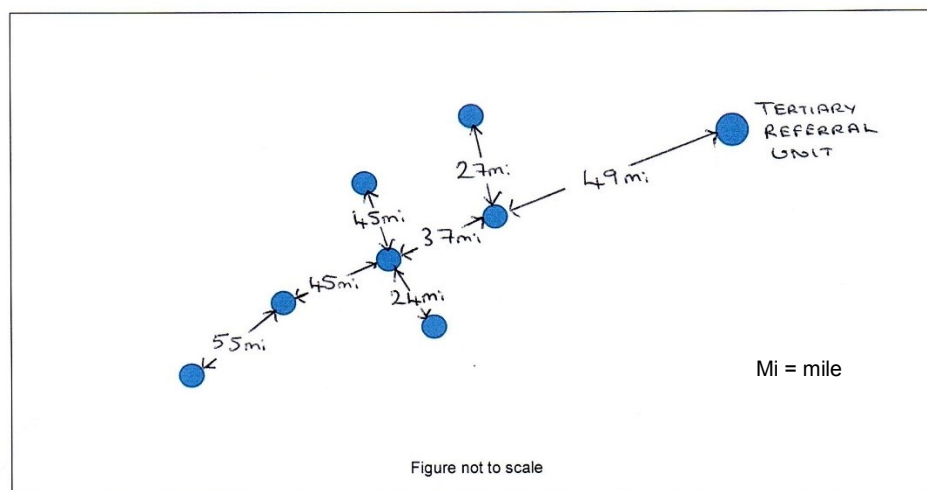 TERTIARY
REFERRAL
UNIT
27mi
49mi
45mi
37mi
45mi
24mi
55mi
Mi = mile
Figure not to scale